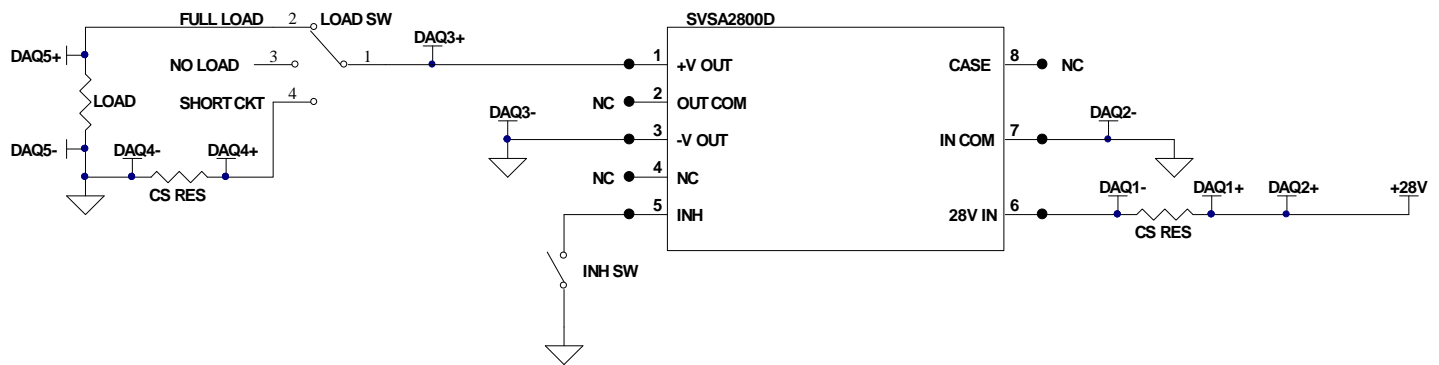 FULL LOAD 2 LOAD SW
SVSA2800D
DAQ5+
DAQ3+
NO LOAD 3
1
1 +V OUT
CASE 8 NC
LOAD
SHORT CKT 4
NC 2 OUT COM
DAQ3-
DAQ2-
DAQ5-
DAQ4- DAQ4+
3 -V OUT
IN COM 7
NC 4 NC
CS RES
DAQ1- DAQ1+ DAQ2+ +28V
5 INH
28V IN 6
CS RES
INH SW